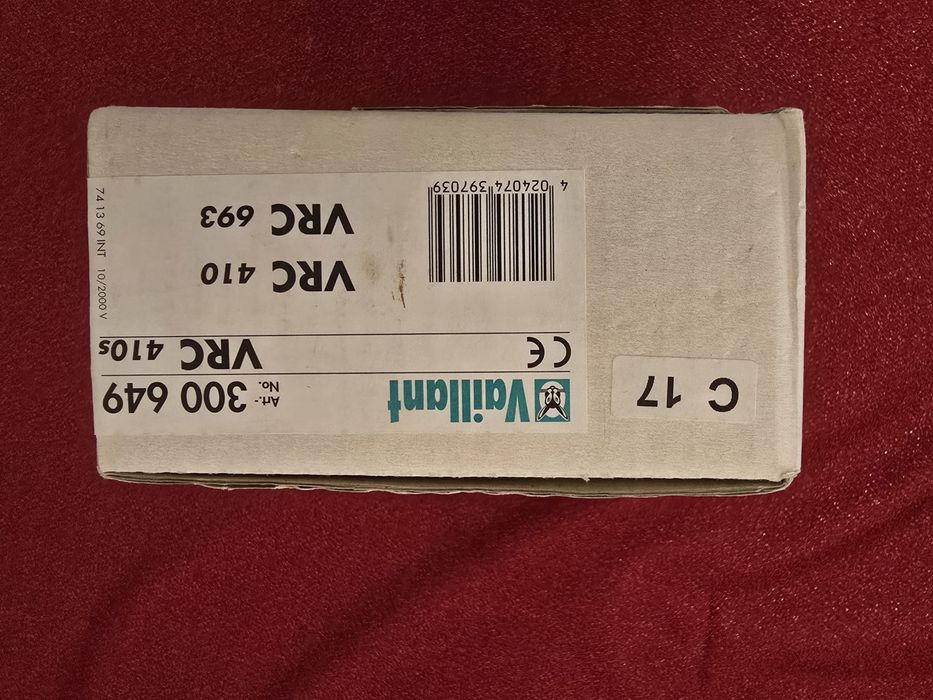 C 17
Vaillant
Art.-No. 300 649
CE
VRC 410s
VRC 410
VRC 693
4 024074 397039
74 13 69 INT 10/2000 V